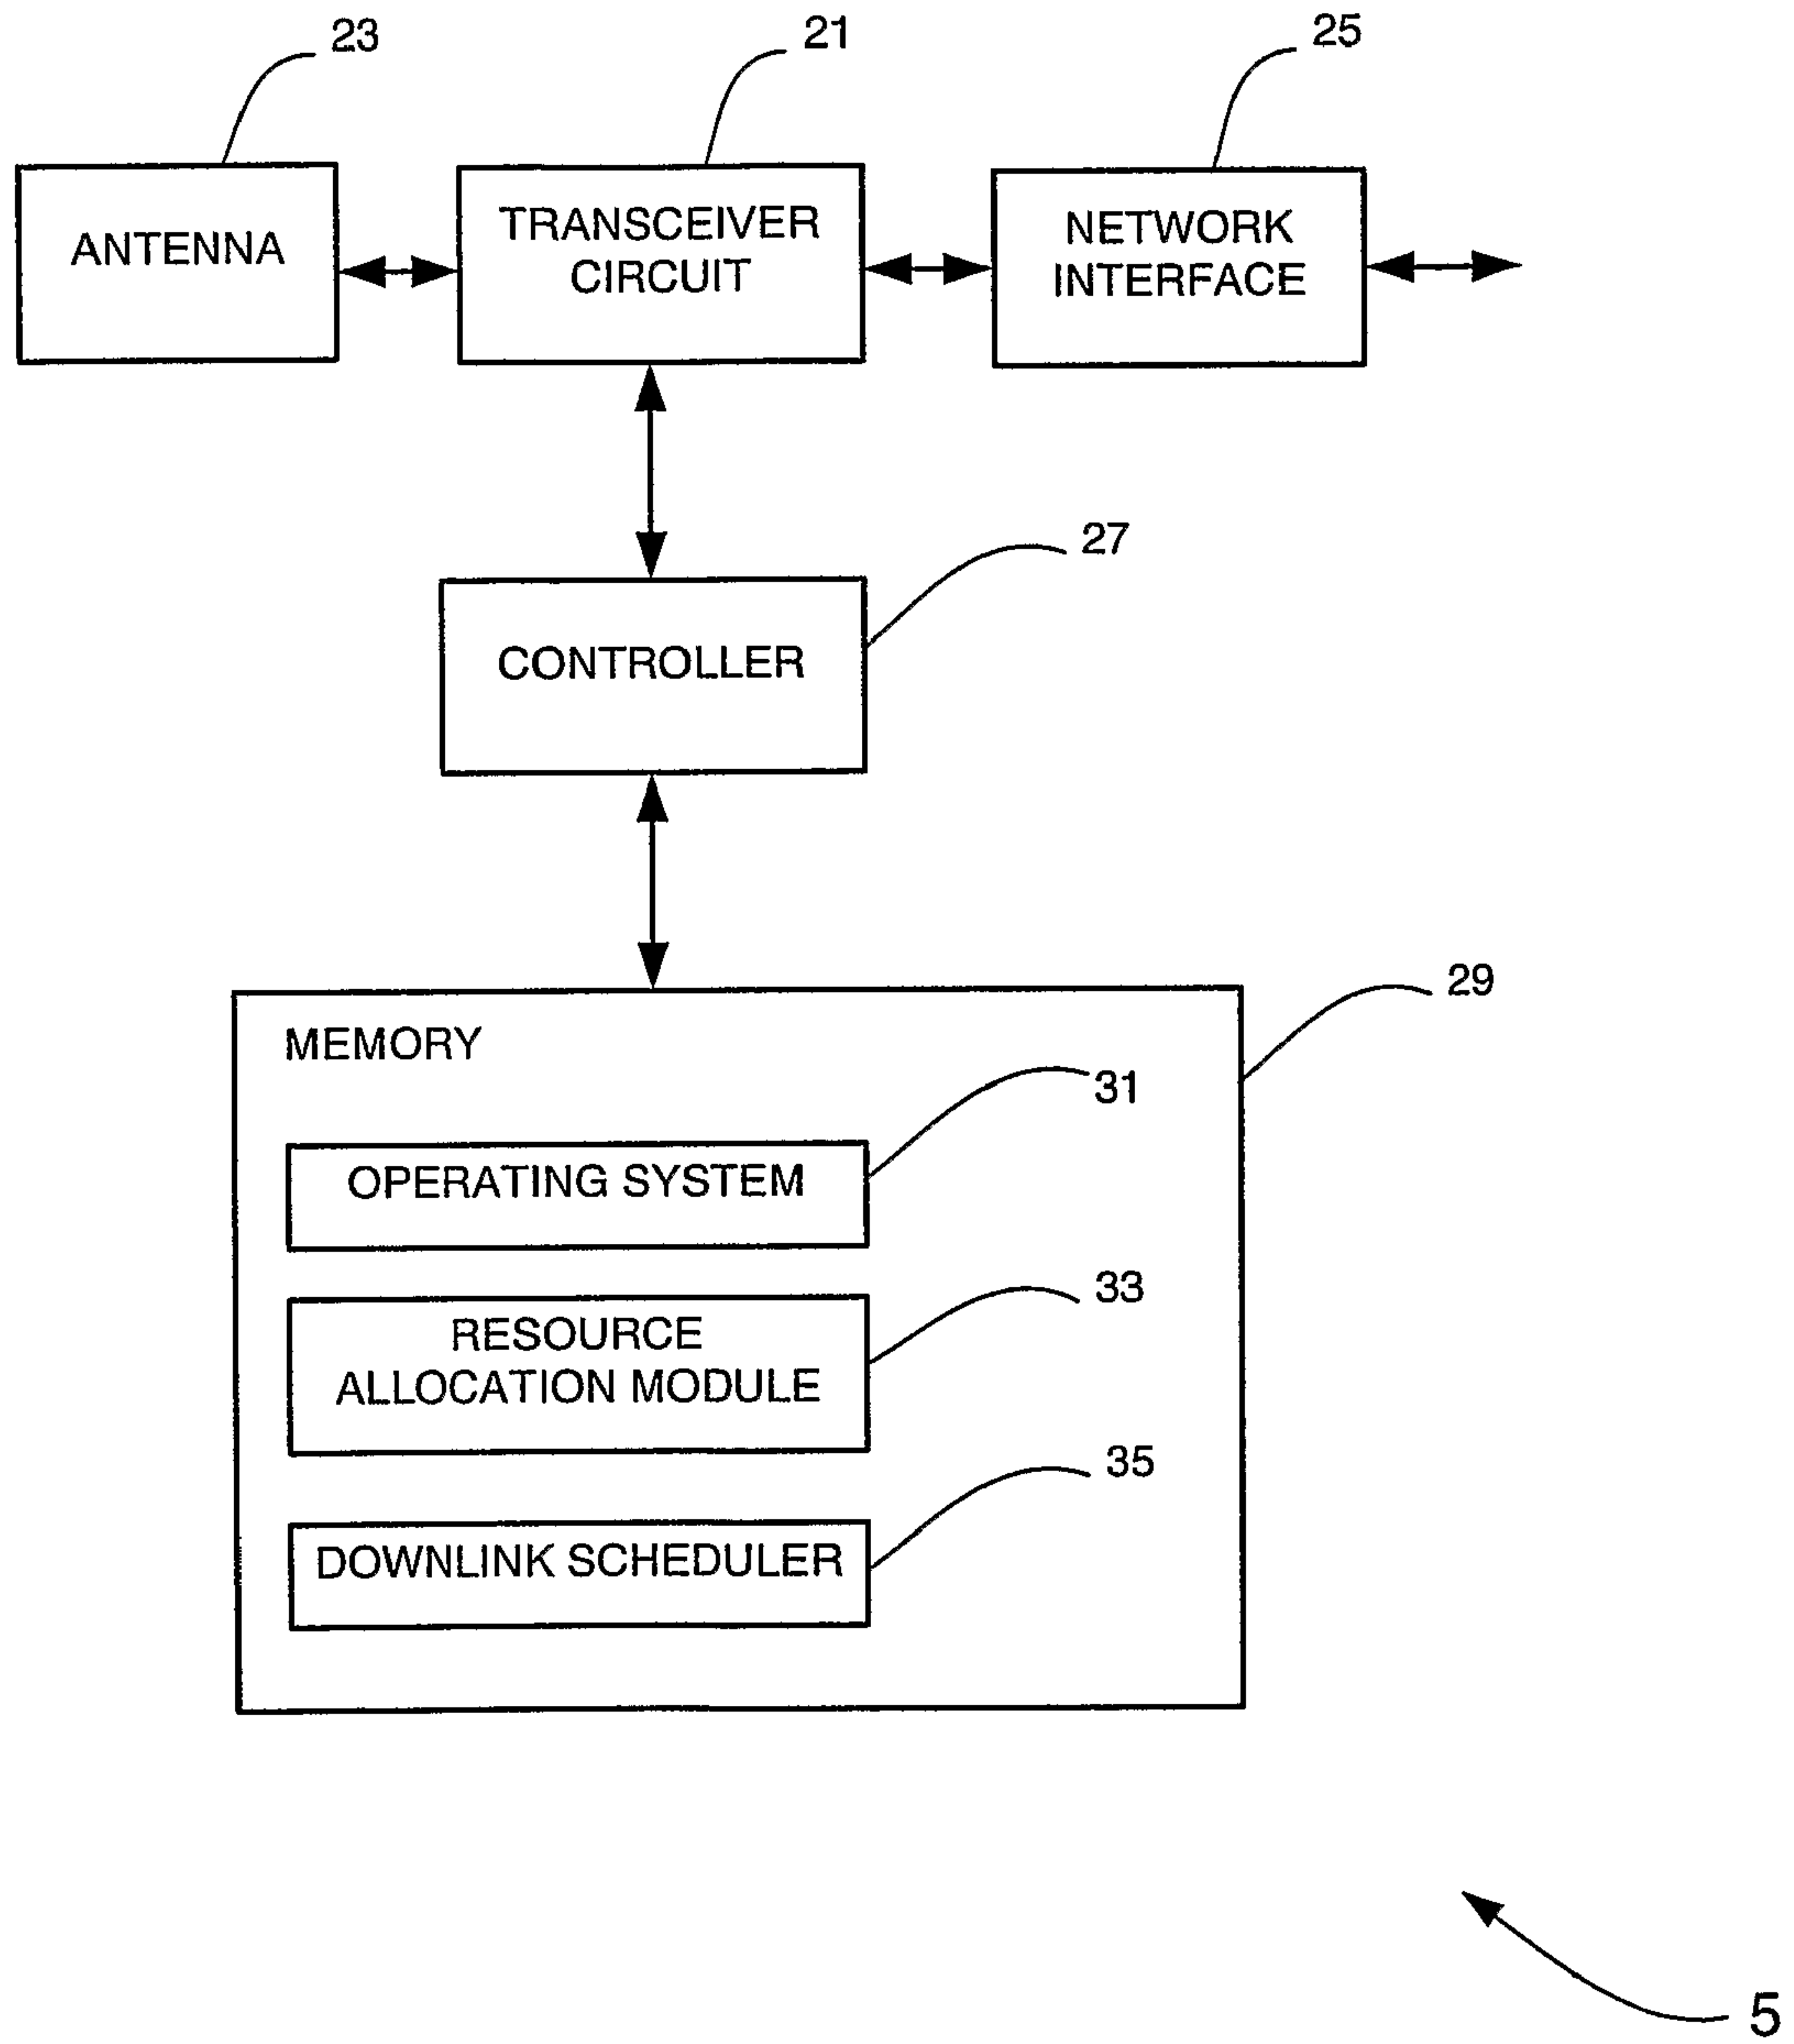 23
21
25
ANTENNA
TRANSCEIVER
CIRCUIT
NETWORK
INTERFACE
27
CONTROLLER
29
MEMORY
31
OPERATING SYSTEM
33
RESOURCE
ALLOCATION MODULE
35
DOWNLINK SCHEDULER
5